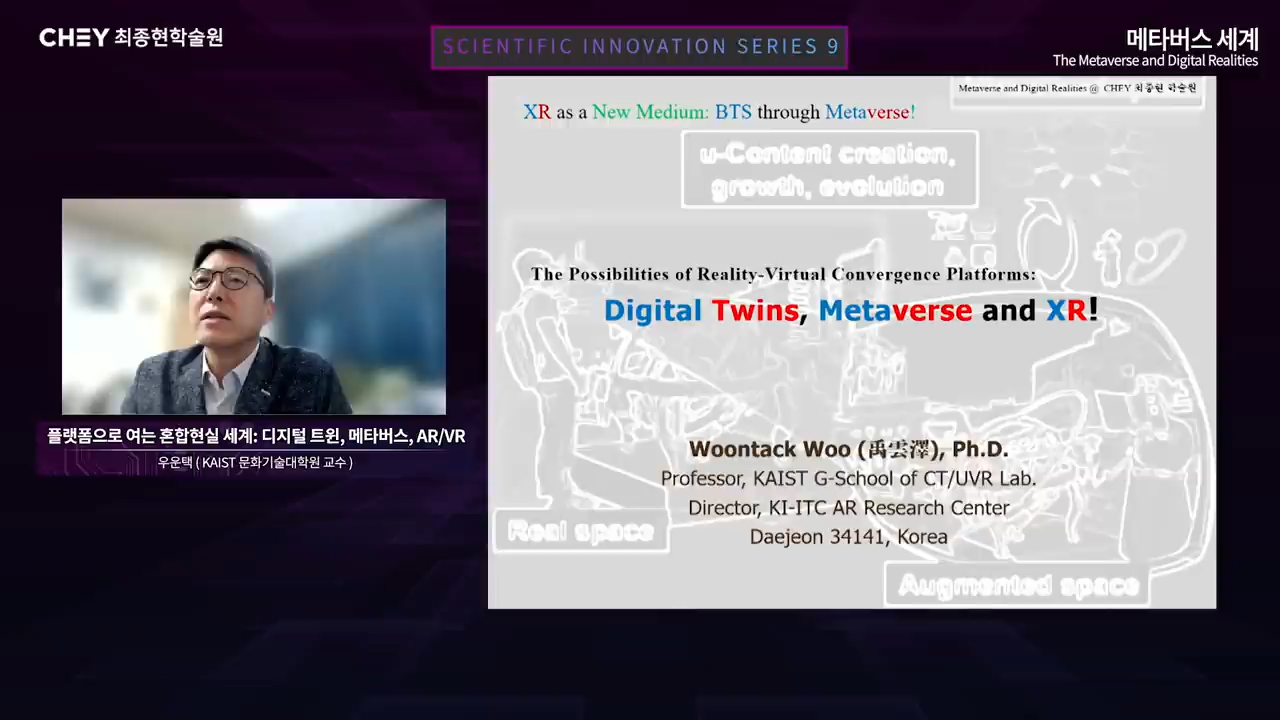 CHEY 최종현학술원
SCIENTIFIC INNOVATION SERIES 9
메타버스 세계
The Metaverse and Digital Realities
Metaverse and Digital Realities @ CHEY 최종현 학술원
XR as a New Medium: BTS through Metaverse!
u-Content creation,
growth, evolution
The Possibilities of Reality-Virtual Convergence Platforms:
Digital Twins, Metaverse and XR!
Woontack Woo (禹雲澤), Ph.D.
Professor, KAIST G-School of CT/UVR Lab.
Director, KI-ITC AR Research Center
Daejeon 34141, Korea
Real space
Augmented space
플랫폼으로 여는 혼합현실 세계: 디지털 트윈, 메타버스, AR/VR
우운택 ( KAIST 문화기술대학원 교수 )